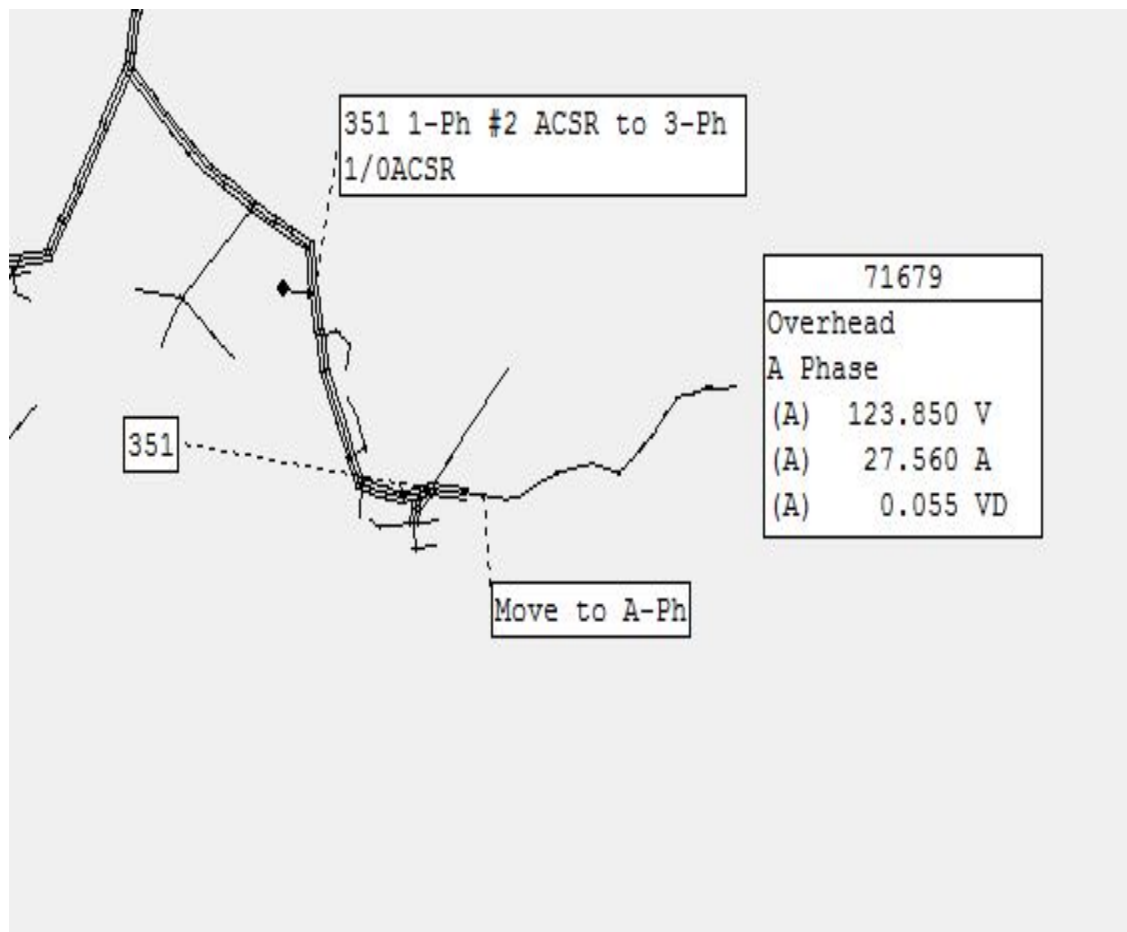 351 1-Ph #2 ACSR to 3-Ph
1/0ACSR
71679
Overhead
A Phase
(A) 123.850 V
(A) 27.560 A
(A) 0.055 VD
351
Move to A-Ph